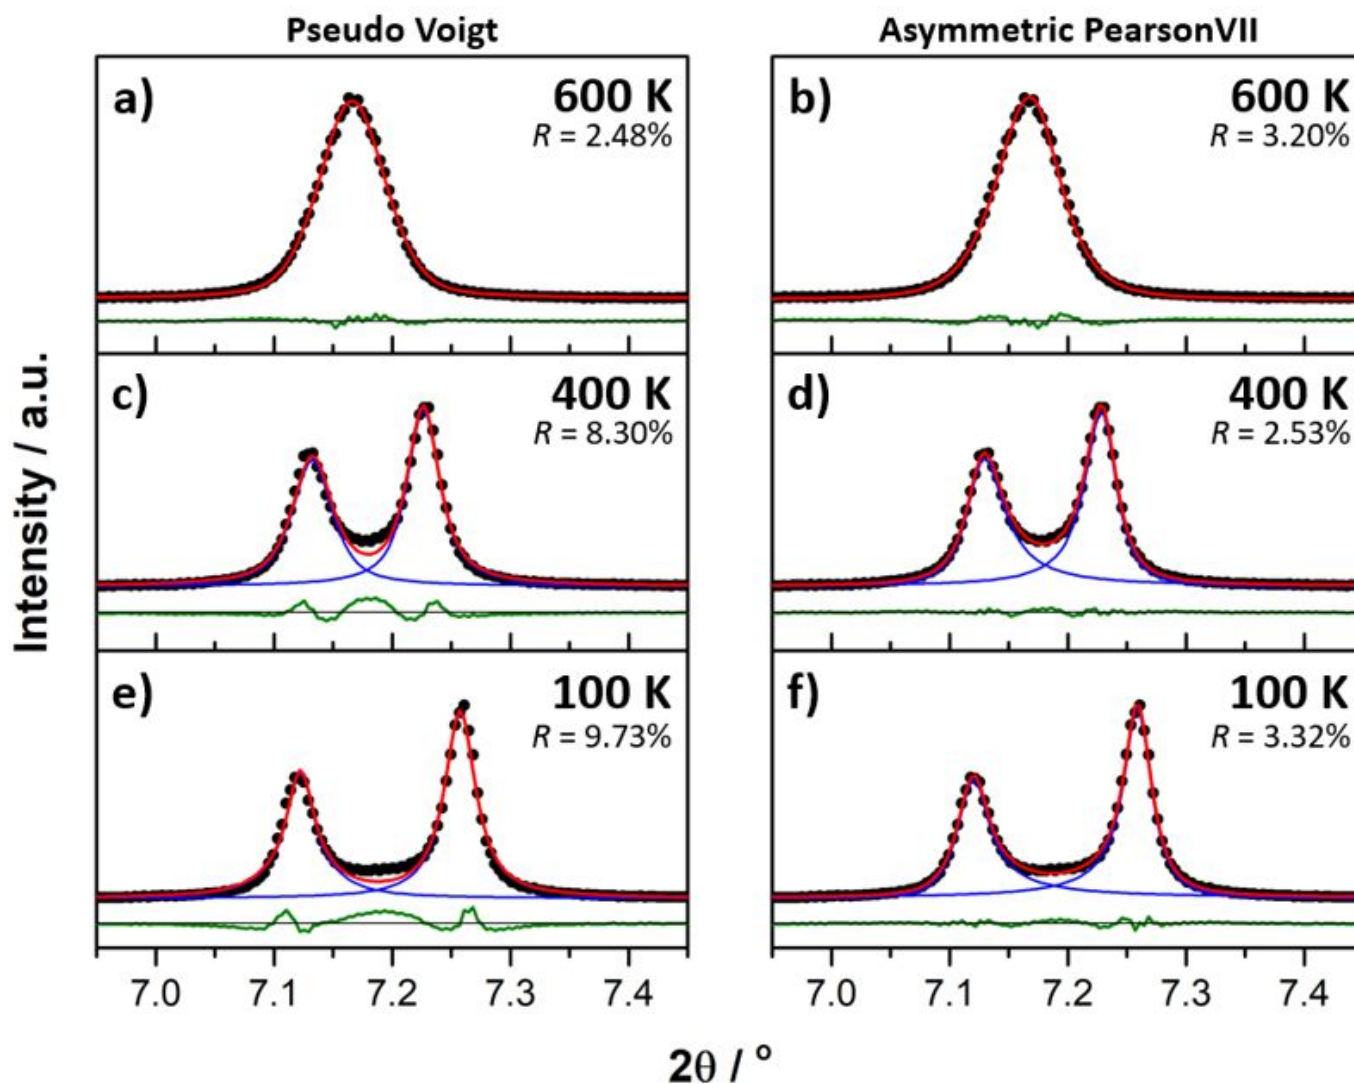 Pseudo Voigt
Asymmetric PearsonVII
a)
600 K
R = 2.48%
b)
600 K
R = 3.20%
c)
400 K
R = 8.30%
d)
400 K
R = 2.53%
e)
100 K
R = 9.73%
f)
100 K
R = 3.32%
Intensity / a.u.
7.0 7.1 7.2 7.3 7.4
7.0 7.1 7.2 7.3 7.4
2θ / °